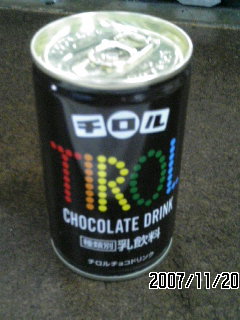 チロル
TIROL
CHOCOLATE DRINK
種類別 乳飲料
チロルチョコドリンク
2007/11/20